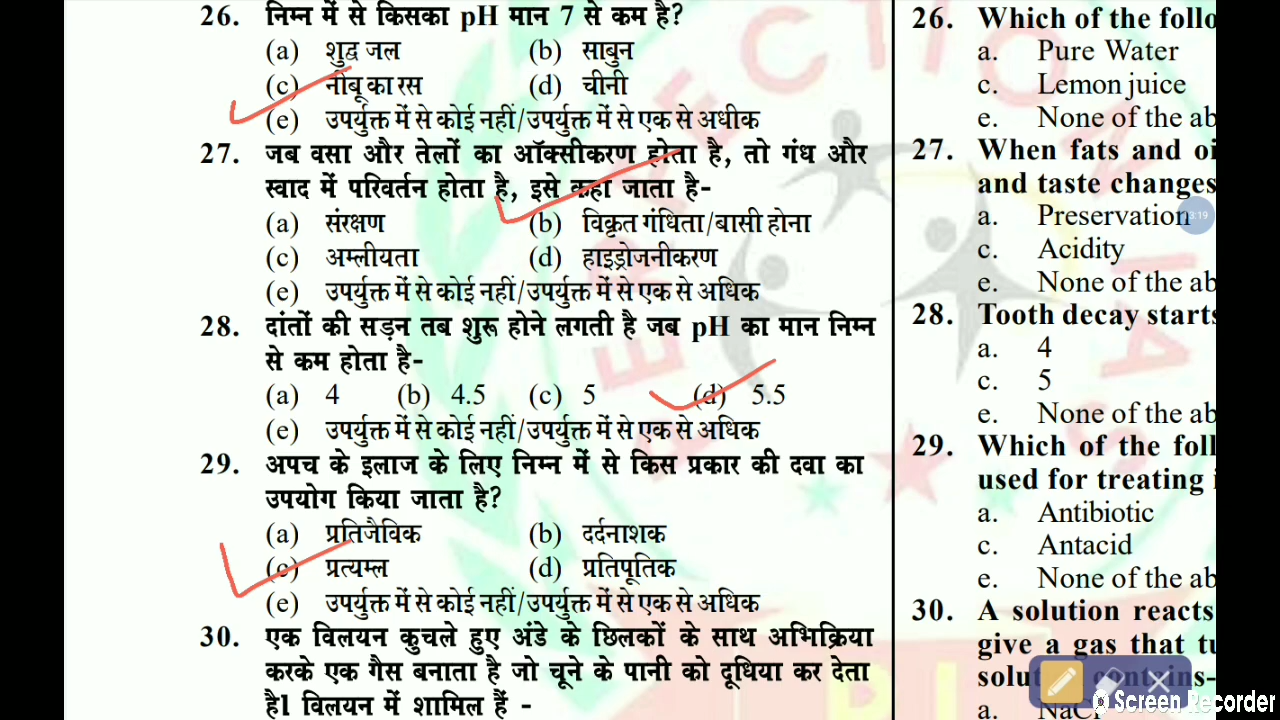 26. निम्न में से किसका pH मान 7 से कम है?
(a) शुद्ध जल (b) साबुन
(c) नींबू का रस (d) चीनी
(e) उपर्युक्त में से कोई नहीं/उपर्युक्त में से एक से अधीक
27. जब वसा और तेलों का ऑक्सीकरण होता है, तो गंध और
स्वाद में परिवर्तन होता है, इसे कहा जाता है-
(a) संरक्षण (b) विकृत गंधिता/बासी होना
(c) अम्लीयता (d) हाइड्रोजनीकरण
(e) उपर्युक्त में से कोई नहीं/उपर्युक्त में से एक से अधिक
28. दांतों की सड़न तब शुरू होने लगती है जब pH का मान निम्न
से कम होता है-
(a) 4 (b) 4.5 (c) 5 (d) 5.5
(e) उपर्युक्त में से कोई नहीं/उपर्युक्त में से एक से अधिक
29. अपच के इलाज के लिए निम्न में से किस प्रकार की दवा का
उपयोग किया जाता है?
(a) प्रतिजैविक (b) दर्दनाशक
(c) प्रत्यम्ल (d) प्रतिपूतिक
(e) उपर्युक्त में से कोई नहीं/उपर्युक्त में से एक से अधिक
30. एक विलयन कुचले हुए अंडे के छिलकों के साथ अभिक्रिया
करके एक गैस बनाता है जो चूने के पानी को दूधिया कर देता
है। विलयन में शामिल हैं -
26. Which of the follo
a. Pure Water
c. Lemon juice
e. None of the ab
27. When fats and oi
and taste changes
a. Preservation
c. Acidity
e. None of the ab
28. Tooth decay starts
a. 4
c. 5
e. None of the ab
29. Which of the foll
used for treating i
a. Antibiotic
c. Antacid
e. None of the ab
30. A solution reacts
give a gas that tu
a.
3:19
Screen Recorder